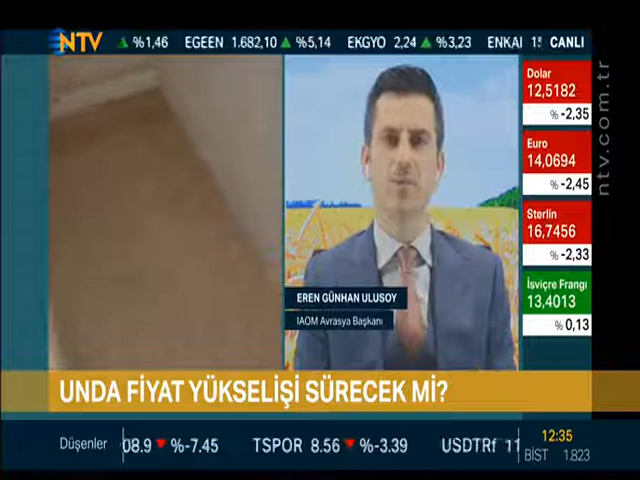 NTV
%1,46 EGEEN 1.682,10 %5,14 EKGYO 2,24 %3,23 ENKAI
CANLI
Dolar
12,5182
% -2,35
Euro
14,0694
% -2,45
Sterlin
16,7456
% -2,33
İsviçre Frangı
13,4013
% 0,13
ntv.com.tr
EREN GÜNHAN ULUSOY
IAOM Avrasya Başkanı
UNDA FİYAT YÜKSELİŞİ SÜRECEK Mİ?
Düşenler 08.9 %-7.45 TSPOR 8.56 %-3.39 USDTRf 11
12:35
BİST 1.823